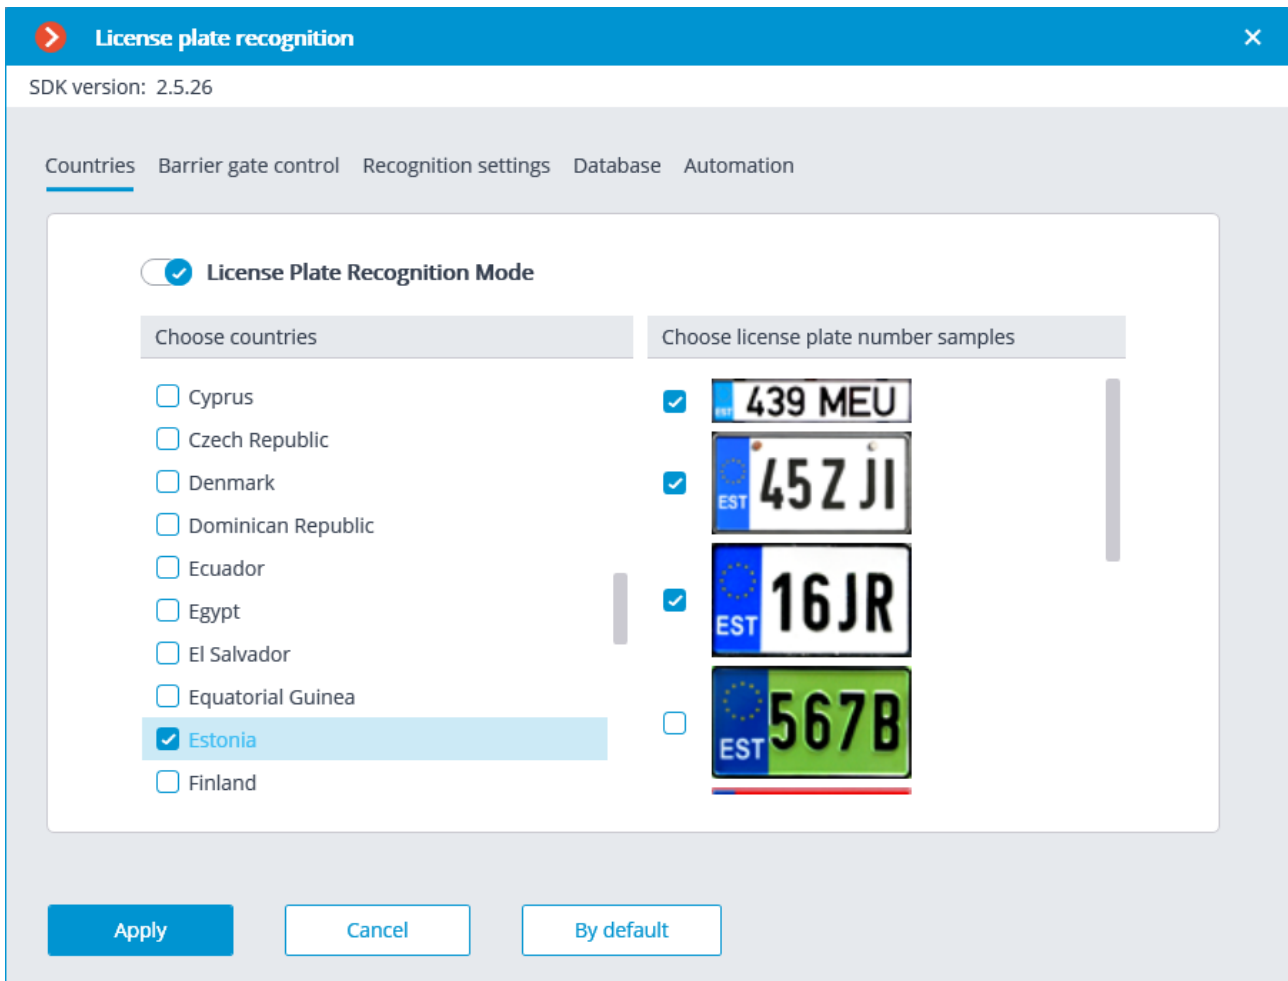 License plate recognition
SDK version: 2.5.26
Countries Barrier gate control Recognition settings Database Automation
License Plate Recognition Mode
Choose countries
Cyprus
Czech Republic
Denmark
Dominican Republic
Ecuador
Egypt
El Salvador
Equatorial Guinea
Estonia
Finland
Choose license plate number samples
EST 439 MEU
EST 45 Z JI
EST 16JR
EST 567B
Apply Cancel By default